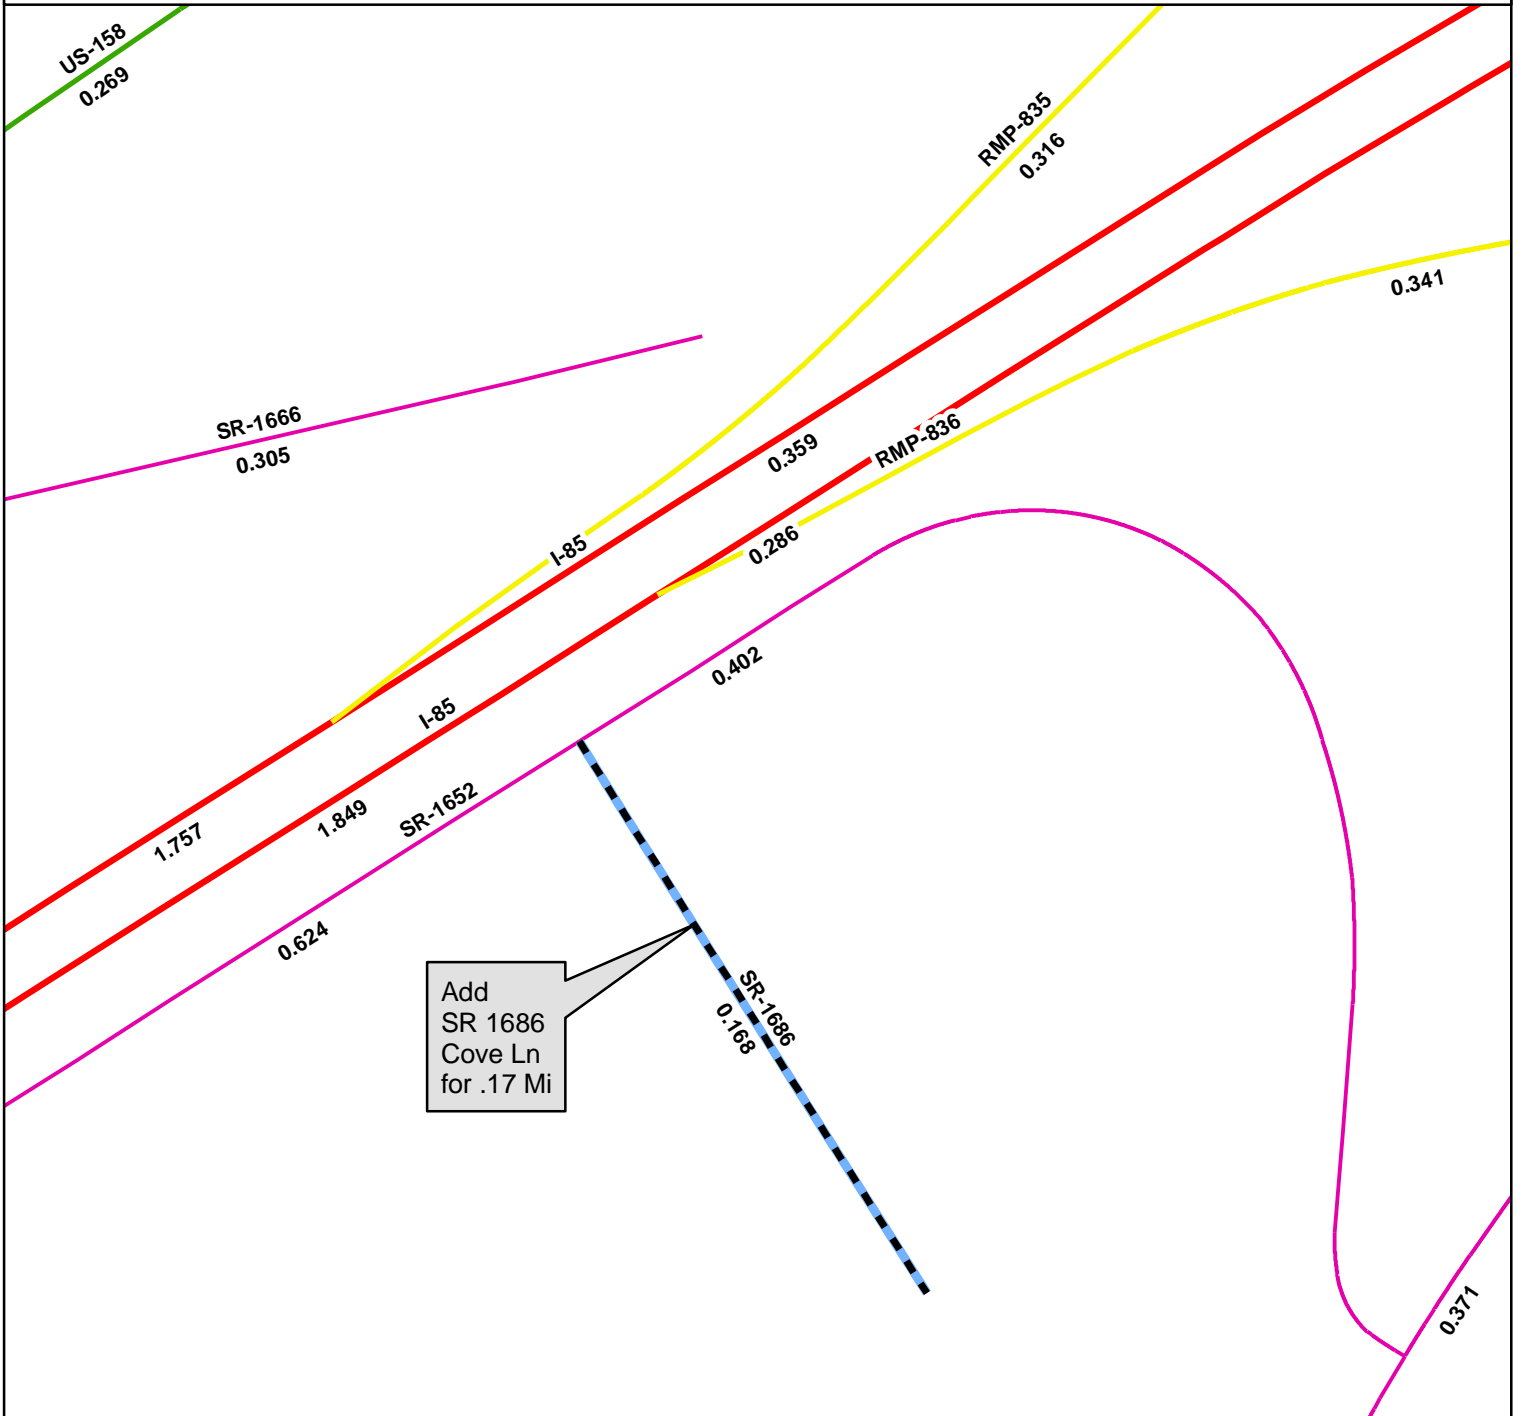 US-158
0.269
RMP-835
0.316
0.341
SR-1666
0.305
0.359
RMP-836
I-85
0.286
0.402
I-85
1.757
1.849
SR-1652
0.624
Add
SR 1686
Cove Ln
for .17 Mi
SR-1686
0.168
0.371